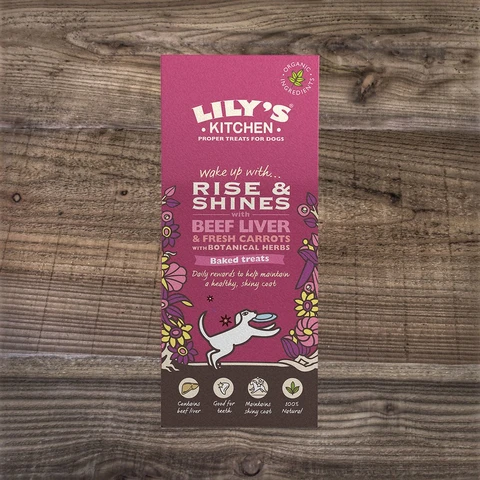 ORGANIC
INGREDIENTS
LILY'S®
• KITCHEN •
PROPER TREATS FOR DOGS
Wake up with...
RISE &
SHINES
with
BEEF LIVER
& FRESH CARROTS
WITH BOTANICAL HERBS
Baked treats
Daily rewards to help maintain
a healthy, shiny coat
Contains
beef liver
Good for
teeth
Maintains
shiny coat
100%
Natural